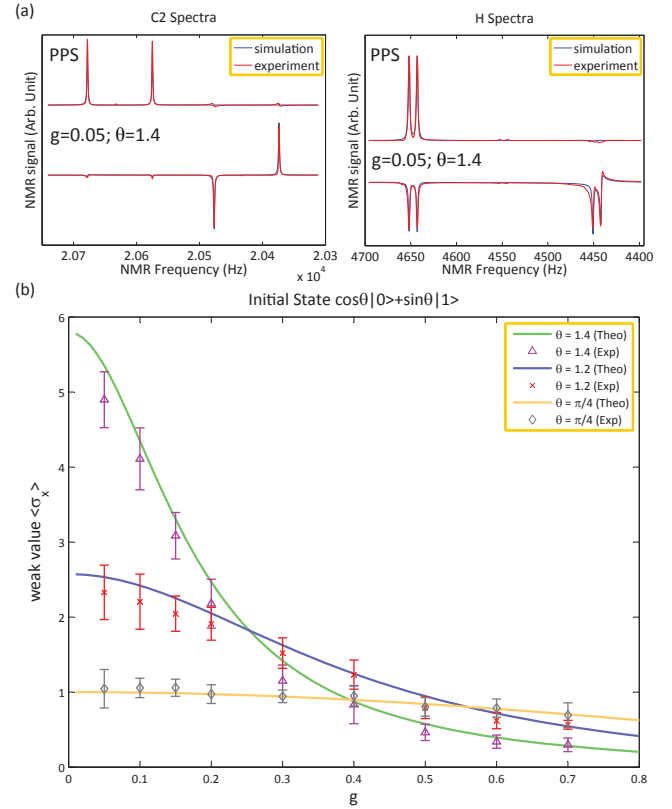 (a)
C2 Spectra
H Spectra
PPS
simulation
experiment
g=0.05; θ=1.4
NMR signal (Arb. Unit)
2.07 2.06 2.05 2.04 2.03
NMR Frequency (Hz)
x 10^4
PPS
simulation
experiment
g=0.05; θ=1.4
NMR signal (Arb. Unit)
4700 4650 4600 4550 4500 4450 4400
NMR Frequency (Hz)
(b)
Initial State cosθ|0>+sinθ|1>
θ = 1.4 (Theo)
θ = 1.4 (Exp)
θ = 1.2 (Theo)
θ = 1.2 (Exp)
θ = π/4 (Theo)
θ = π/4 (Exp)
weak value <σₓ>
6
5
4
3
2
1
0
0 0.1 0.2 0.3 0.4 0.5 0.6 0.7 0.8
g